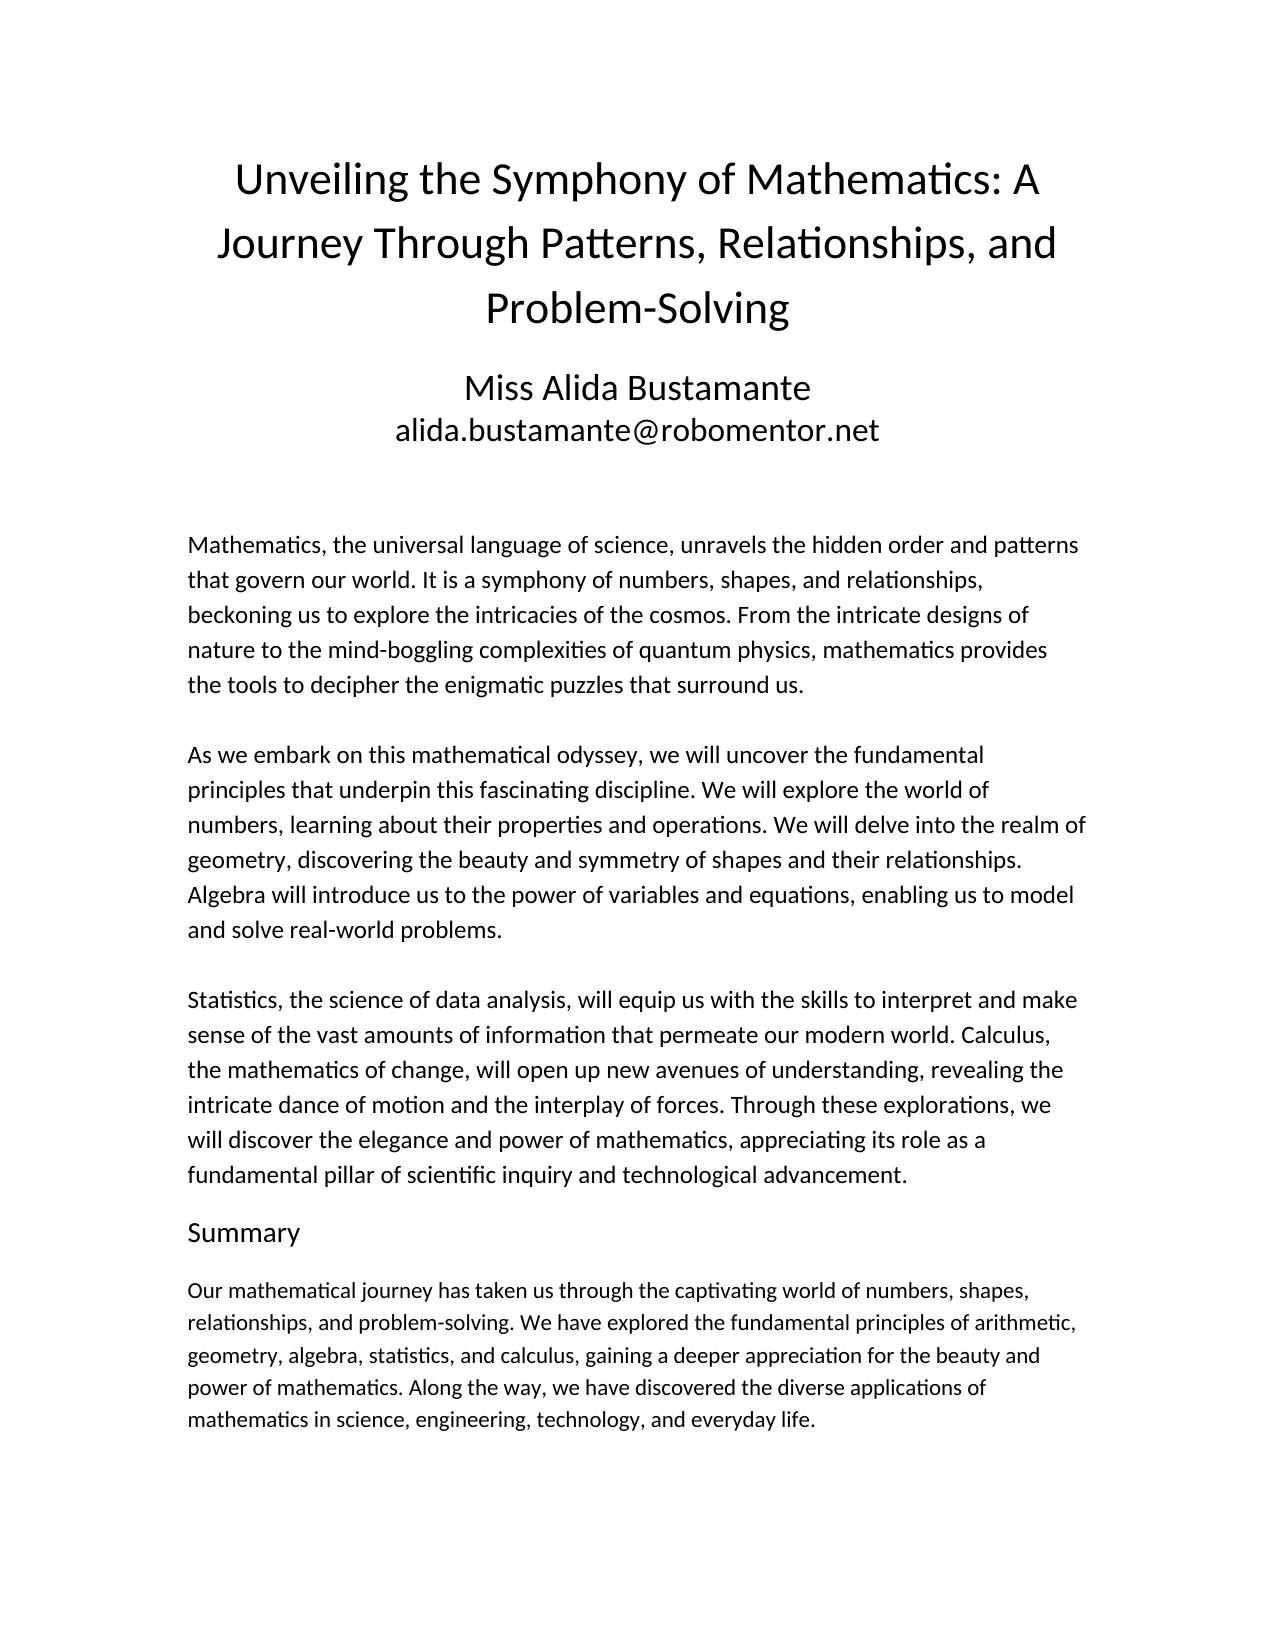 Unveiling the Symphony of Mathematics: A
Journey Through Patterns, Relationships, and
Problem-Solving
Miss Alida Bustamante
alida.bustamante@robomentor.net
Mathematics, the universal language of science, unravels the hidden order and patterns
that govern our world. It is a symphony of numbers, shapes, and relationships,
beckoning us to explore the intricacies of the cosmos. From the intricate designs of
nature to the mind-boggling complexities of quantum physics, mathematics provides
the tools to decipher the enigmatic puzzles that surround us.
As we embark on this mathematical odyssey, we will uncover the fundamental
principles that underpin this fascinating discipline. We will explore the world of
numbers, learning about their properties and operations. We will delve into the realm of
geometry, discovering the beauty and symmetry of shapes and their relationships.
Algebra will introduce us to the power of variables and equations, enabling us to model
and solve real-world problems.
Statistics, the science of data analysis, will equip us with the skills to interpret and make
sense of the vast amounts of information that permeate our modern world. Calculus,
the mathematics of change, will open up new avenues of understanding, revealing the
intricate dance of motion and the interplay of forces. Through these explorations, we
will discover the elegance and power of mathematics, appreciating its role as a
fundamental pillar of scientific inquiry and technological advancement.
Summary
Our mathematical journey has taken us through the captivating world of numbers, shapes,
relationships, and problem-solving. We have explored the fundamental principles of arithmetic,
geometry, algebra, statistics, and calculus, gaining a deeper appreciation for the beauty and
power of mathematics. Along the way, we have discovered the diverse applications of
mathematics in science, engineering, technology, and everyday life.